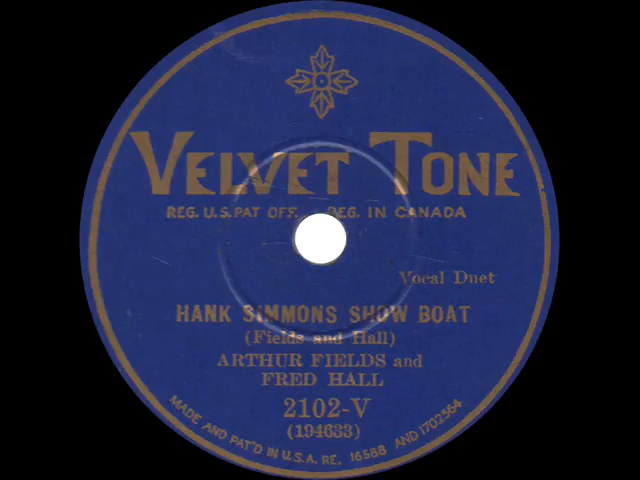 VELVET TONE
REG. U.S. PAT OFF. REG. IN CANADA
Vocal Duet
HANK SIMMONS SHOW BOAT
(Fields and Hall)
ARTHUR FIELDS and
FRED HALL
2102-V
(194633)
MADE AND PAT'D IN U.S.A. RE. 16588 AND 1702564